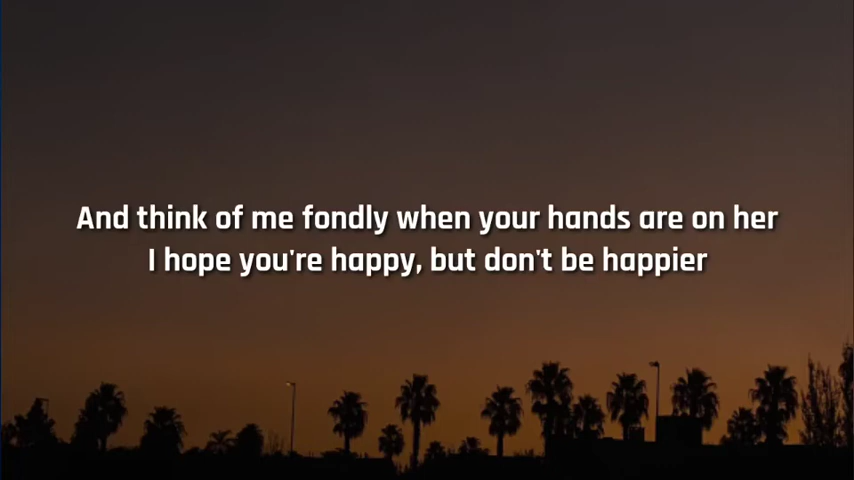 And think of me fondly when your hands are on her
I hope you're happy, but don't be happier